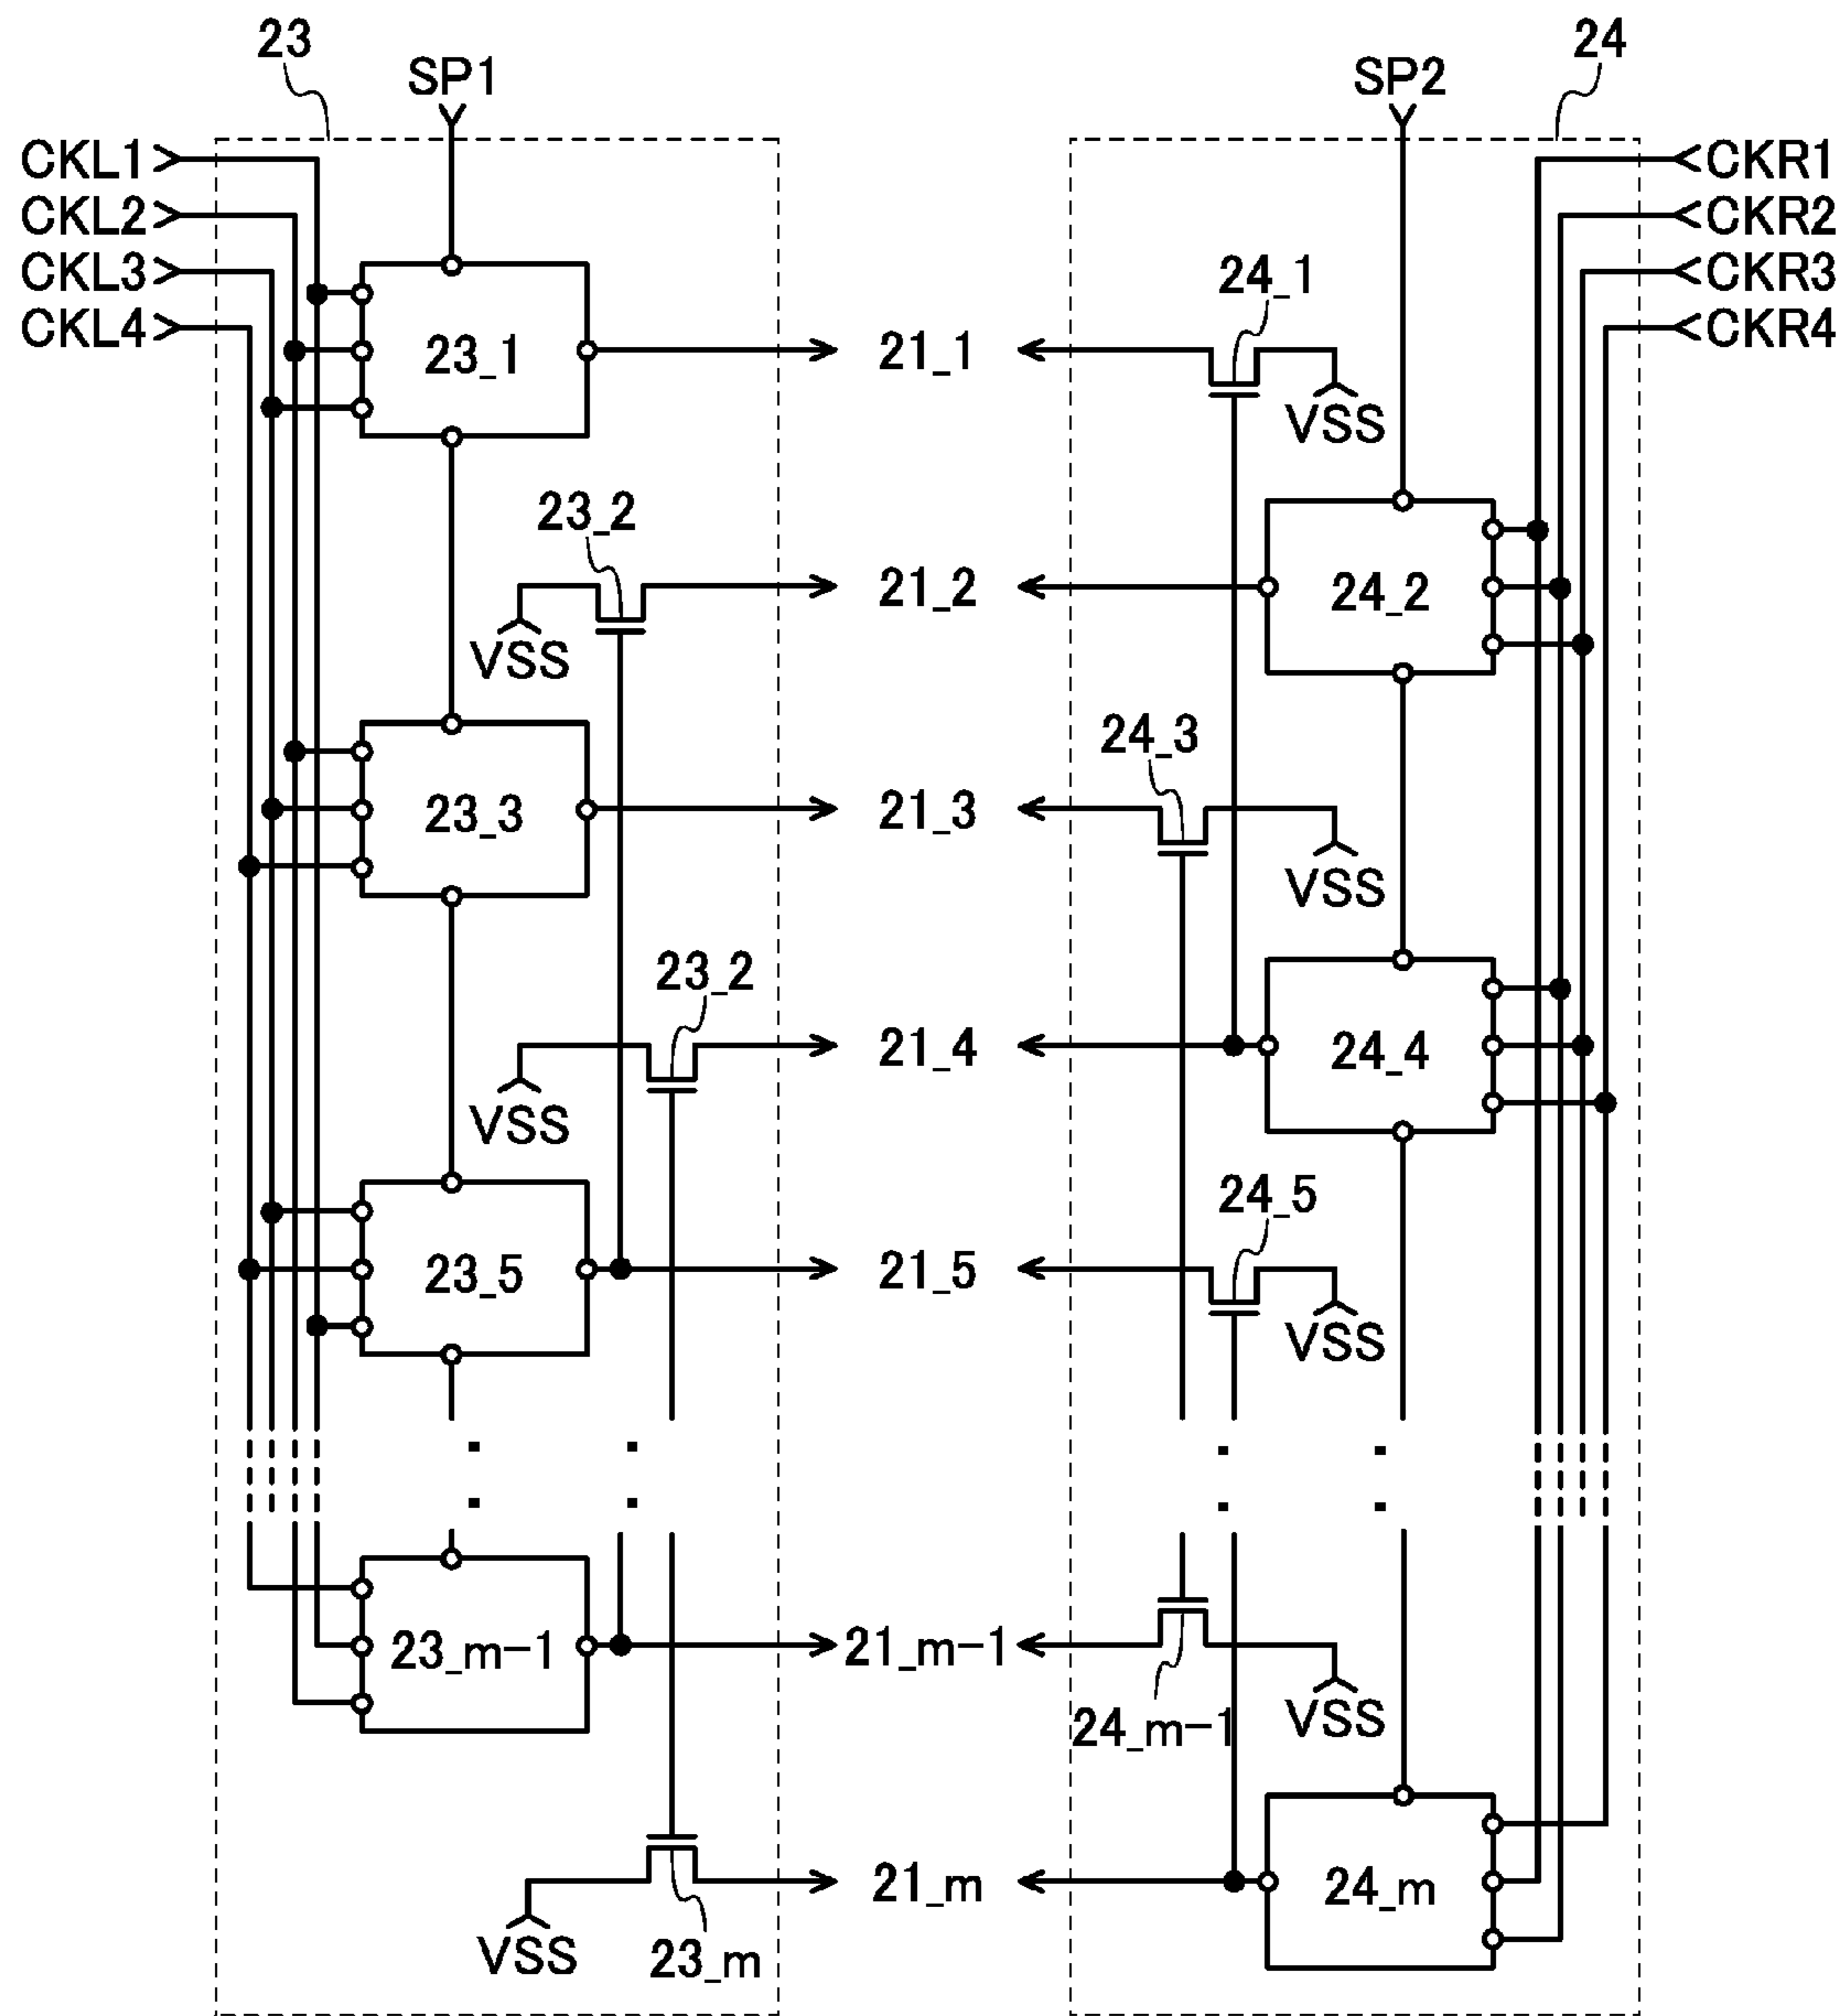 23
24
SP1
SP2
CKL1
CKR1
CKL2
CKR2
CKL3
CKR3
24_1
CKL4
CKR4
23_1
21_1
VSS
23_2
21_2
24_2
VSS
24_3
23_3
21_3
VSS
23_2
21_4
24_4
VSS
24_5
23_5
21_5
VSS
23_m-1
21_m-1
VSS
24_m-1
21_m
24_m
VSS
23_m